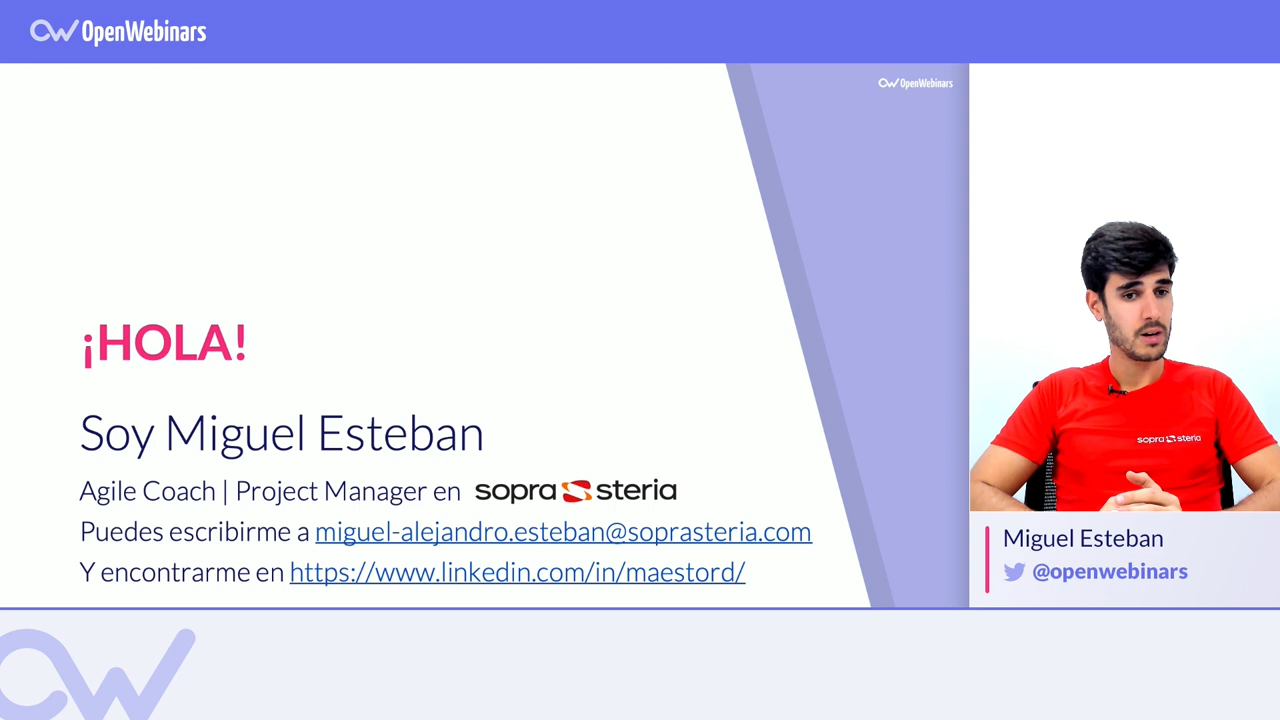 OpenWebinars
OpenWebinars
¡HOLA!
Soy Miguel Esteban
Agile Coach | Project Manager en sopra steria
Puedes escribirme a miguel-alejandro.esteban@soprasteria.com
Y encontrarme en https://www.linkedin.com/in/maestord/
sopra steria
Miguel Esteban
@openwebinars